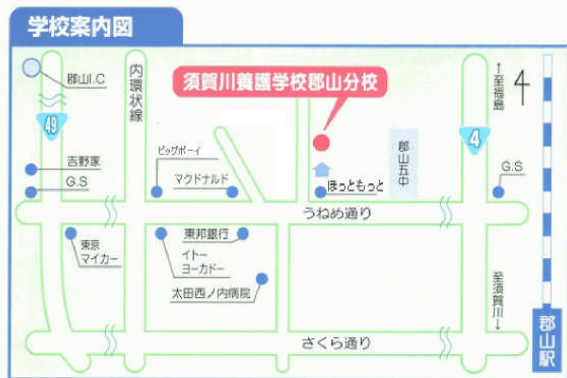 学校案内図
郡山I.C
49
内環状線
須賀川養護学校郡山分校
↑至福島
4
吉野家
G.S
ビッグボーイ
マクドナルド
ほっともっと
郡山五中
G.S
うねめ通り
東京
マイカー
東邦銀行
イトー
ヨーカドー
太田西ノ内病院
至須賀川→
さくら通り
郡山駅